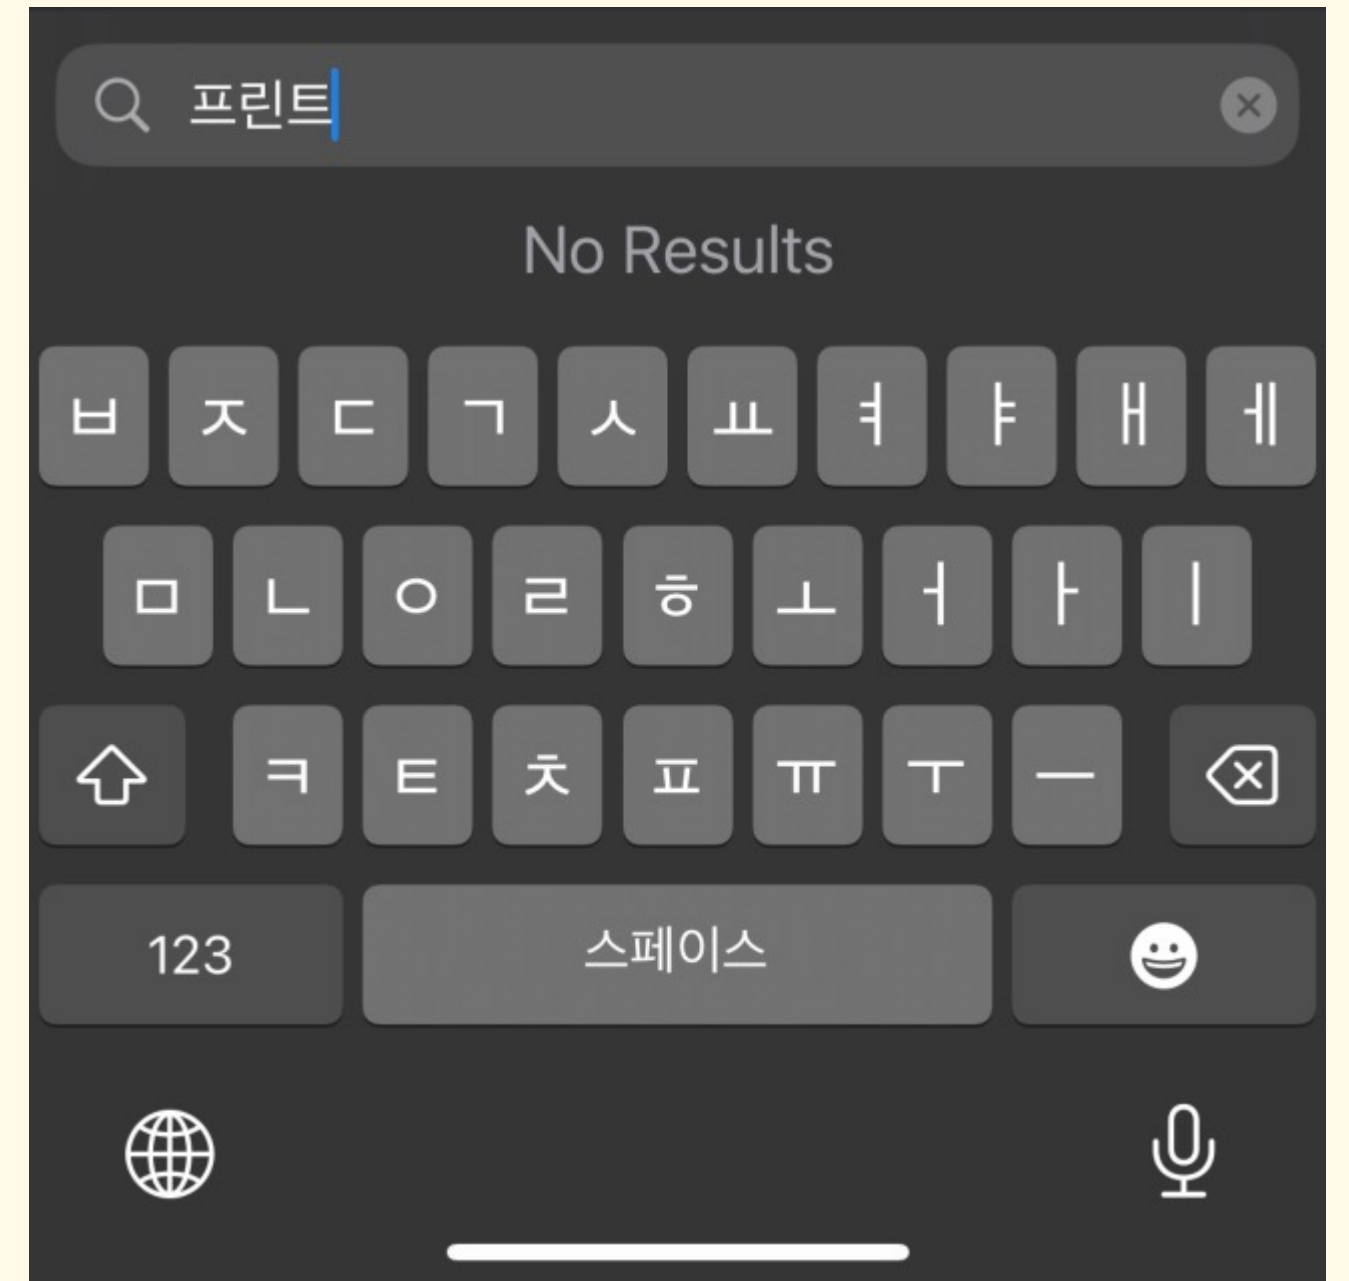 프린트
No Results
ㅂ ㅈ ㄷ ㄱ ㅅ ㅛ ㅕ ㅑ ㅐ ㅔ
ㅁ ㄴ ㅇ ㄹ ㅎ ㅗ ㅓ ㅏ ㅣ
ㅋ ㅌ ㅊ ㅍ ㅠ ㅜ ㅡ
123 스페이스